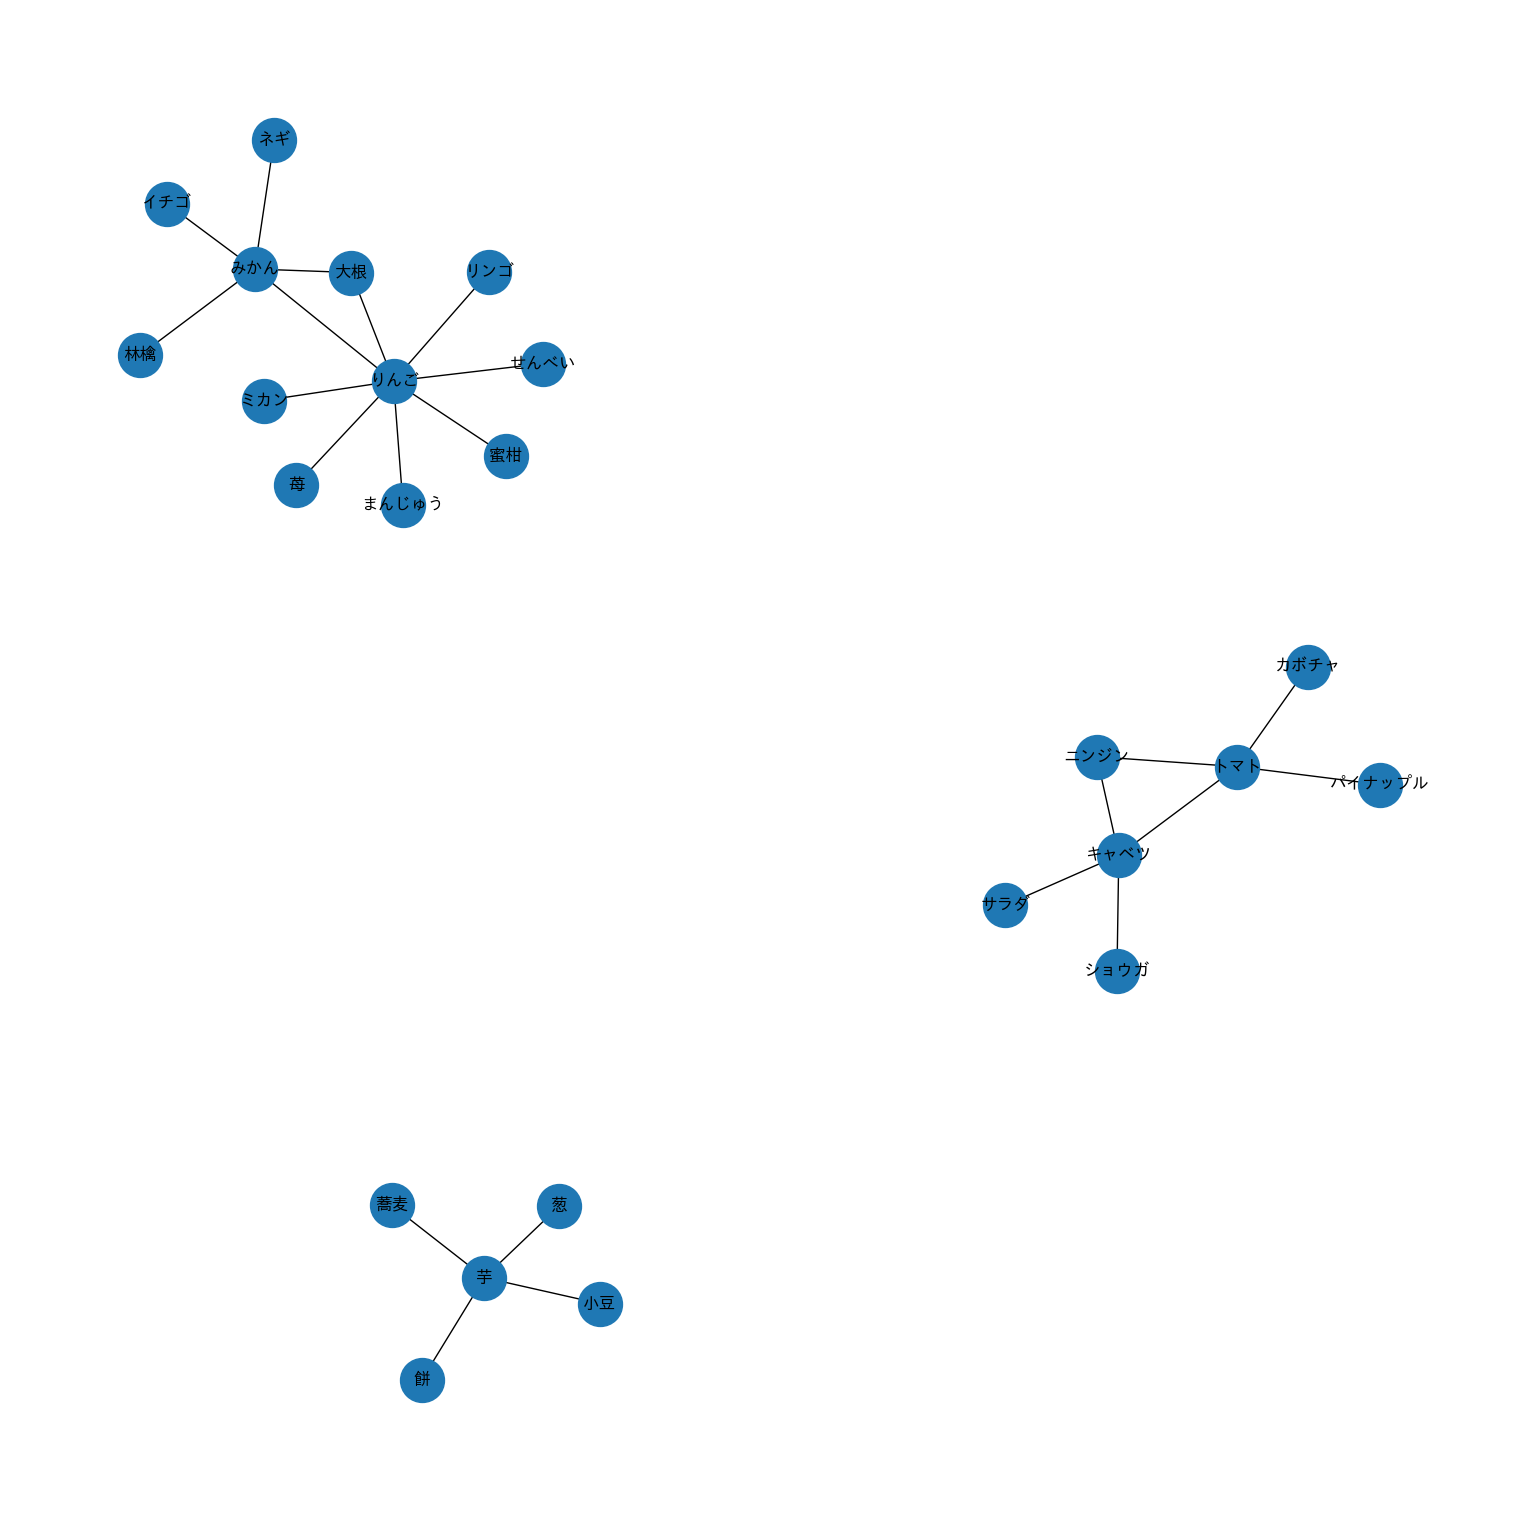 ネギ
イチゴ
みかん
大根
リンゴ
林檎
せんべい
りんご
ミカン
蜜柑
苺
まんじゅう
カボチャ
ニンジン
トマト
パイナップル
キャベツ
サラダ
ショウガ
蕎麦
葱
芋
小豆
餅